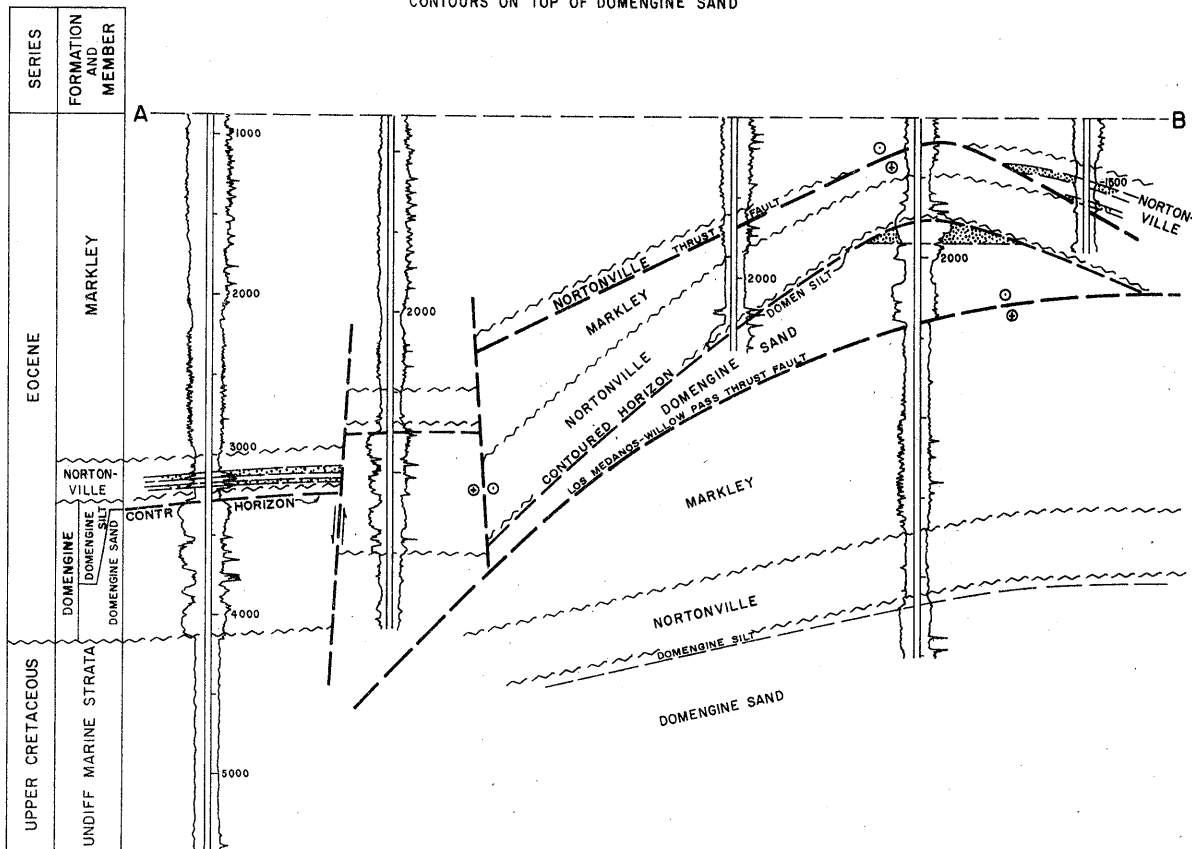 CONTOURS ON TOP OF DOMENGINE SAND
SERIES
FORMATION
AND
MEMBER
A
B
EOCENE
MARKLEY
NORTON-
VILLE
DOMENGINE
DOMENGINE
SILT
DOMENGINE SAND
UPPER CRETACEOUS
UNDIFF MARINE STRATA
1000
2000
3000
4000
5000
CONTR
HORIZON
2000
NORTONVILLE
THRUST FAULT
MARKLEY
NORTONVILLE
2000
DOMEN SILT
CONTOURED HORIZON
DOMENGINE SAND
LOS MEDANOS-WILLOW PASS THRUST FAULT
2000
1500
NORTON-
VILLE
MARKLEY
NORTONVILLE
DOMENGINE SILT
DOMENGINE SAND